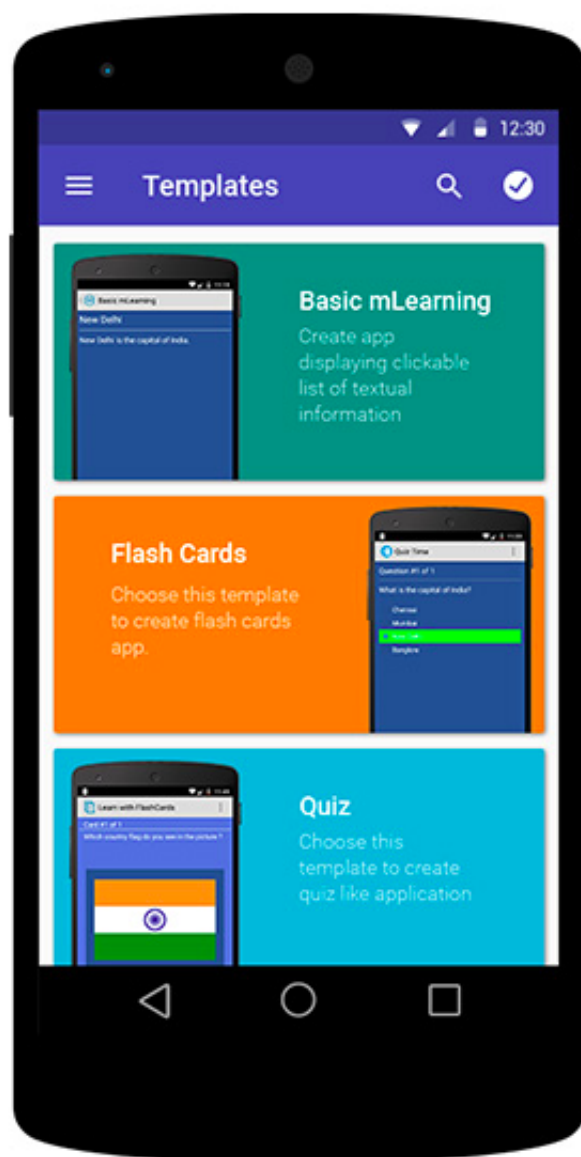 12:30
Templates
Basic mLearning
New Delhi
New Delhi is the capital of India.
Basic mLearning
Create app
displaying clickable
list of textual
information
Flash Cards
Choose this template
to create flash cards
app.
Quiz Time
Question #1 of 1
What is the capital of India?
Chennai
Mumbai
Banglore
Learn with FlashCards
Card #1 of 1
Which country flag do you see in the picture ?
Quiz
Choose this
template to create
quiz like application